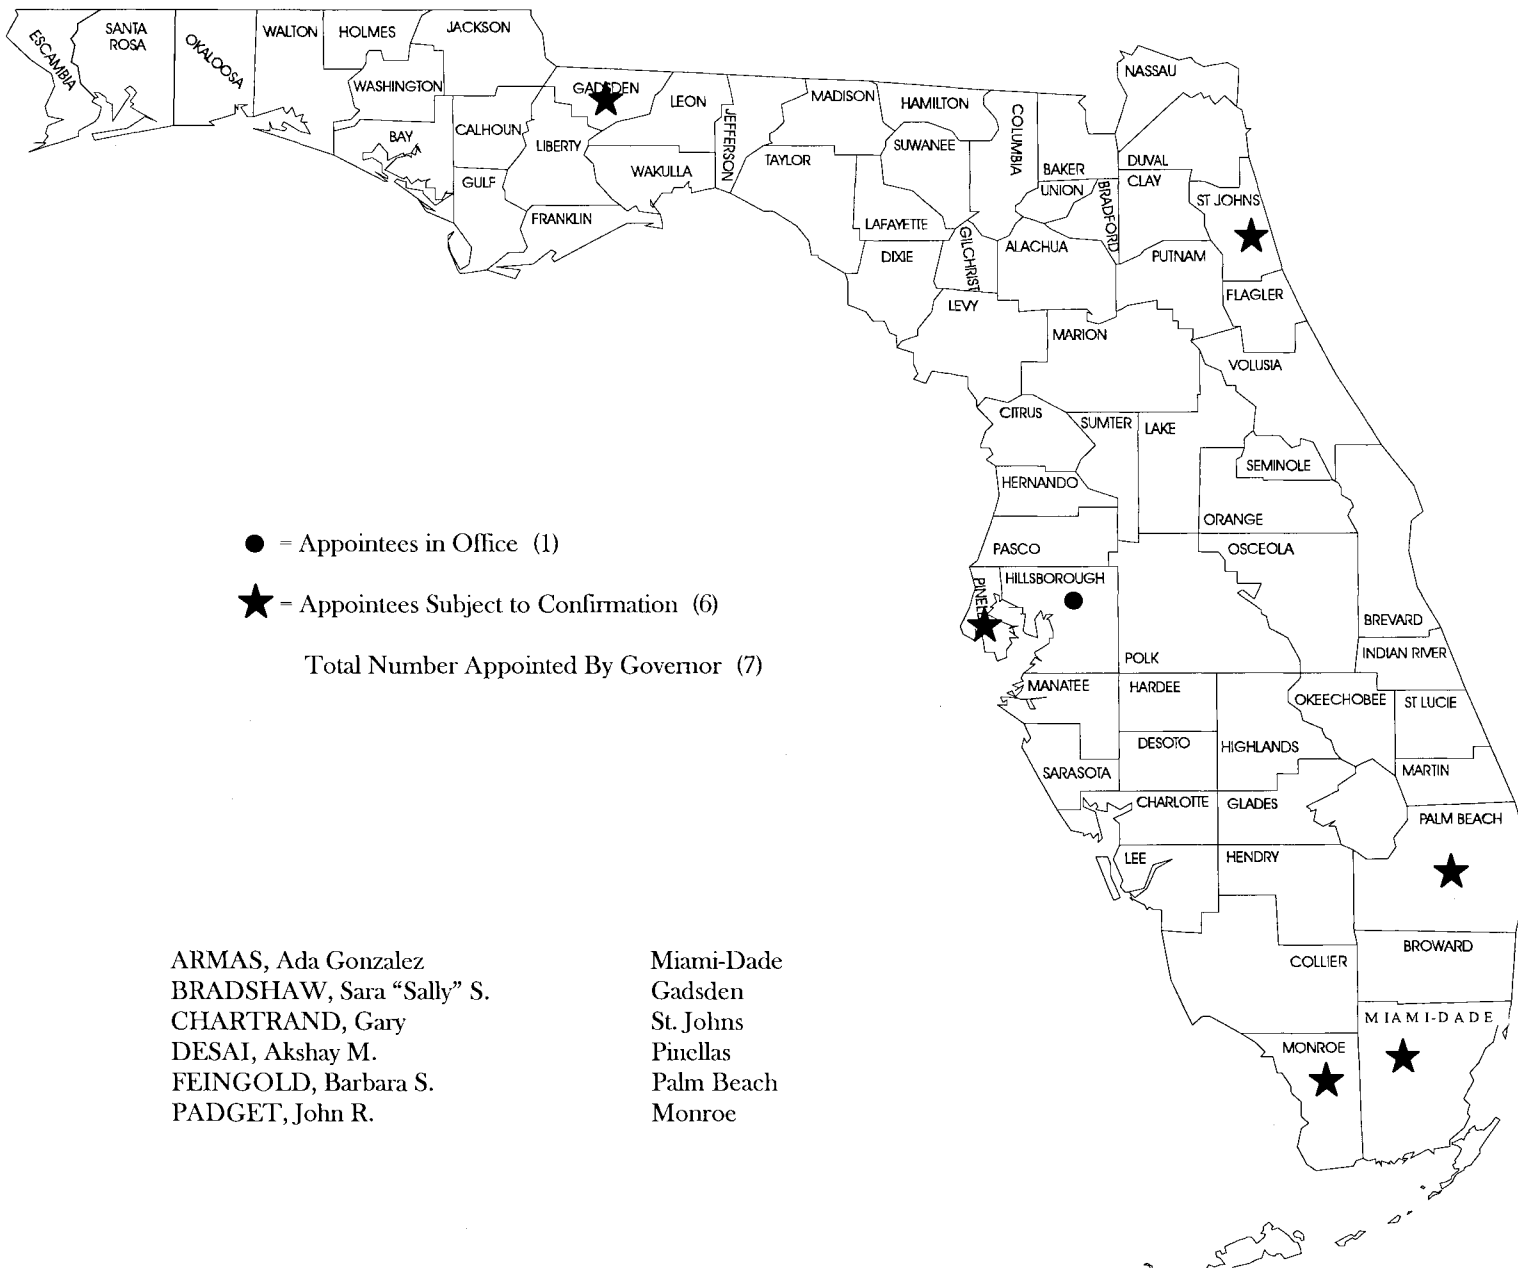 ESCAMBIA
SANTA
ROSA
OKALOOSA
WALTON
HOLMES
JACKSON
WASHINGTON
BAY
CALHOUN
GULF
GADSDEN
LIBERTY
FRANKLIN
LEON
WAKULLA
JEFFERSON
TAYLOR
MADISON
HAMILTON
SUWANEE
LAFAYETTE
DIXIE
COLUMBIA
GILCHRIST
BAKER
UNION
BRADFORD
ALACHUA
LEVY
NASSAU
DUVAL
CLAY
ST JOHNS
PUTNAM
FLAGLER
MARION
VOLUSIA
CITRUS
SUMTER
LAKE
SEMINOLE
HERNANDO
ORANGE
PASCO
OSCEOLA
HILLSBOROUGH
BREVARD
INDIAN RIVER
POLK
MANATEE
HARDEE
OKEECHOBEE
ST LUCIE
DESOTO
HIGHLANDS
SARASOTA
MARTIN
CHARLOTTE
GLADES
PALM BEACH
LEE
HENDRY
BROWARD
COLLIER
MIAMI-DADE
MONROE
= Appointees in Office (1)
= Appointees Subject to Confirmation (6)
Total Number Appointed By Governor (7)
ARMAS, Ada Gonzalez Miami-Dade
BRADSHAW, Sara “Sally” S. Gadsden
CHARTRAND, Gary St. Johns
DESAI, Akshay M. Pinellas
FEINGOLD, Barbara S. Palm Beach
PADGET, John R. Monroe